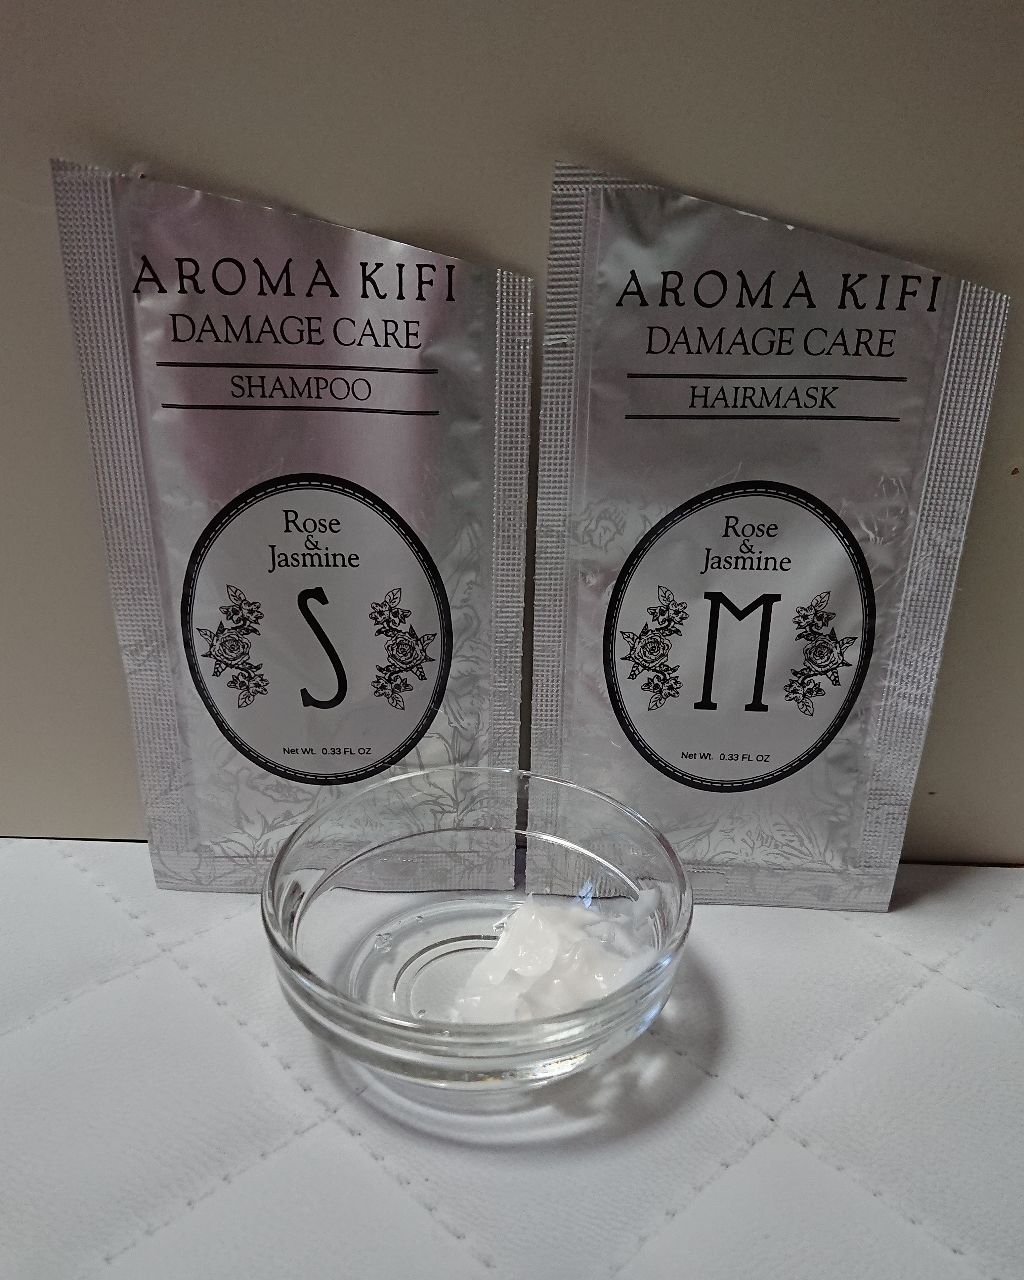 AROMA KIFI
DAMAGE CARE
SHAMPOO
Rose
&
Jasmine
S
Net Wt. 0.33 FL OZ
AROMA KIFI
DAMAGE CARE
HAIRMASK
Rose
&
Jasmine
M
Net Wt. 0.33 FL OZ